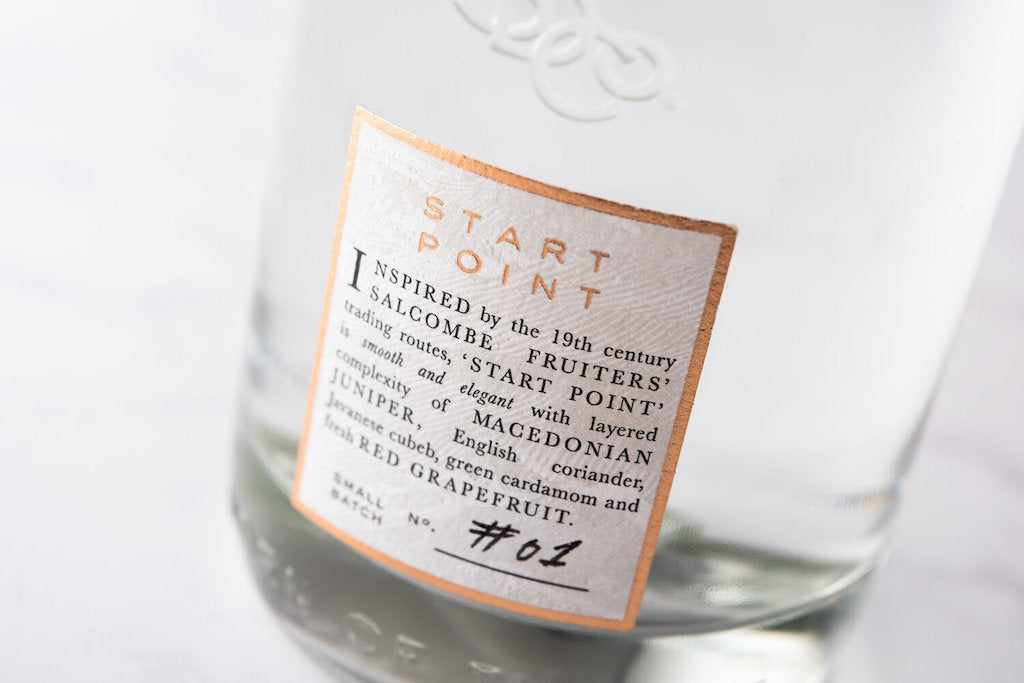 START
POINT
INSPIRED by the 19th century
SALCOMBE FRUITERS’
trading routes, ‘START POINT’
is smooth and elegant with layered
complexity of MACEDONIAN
JUNIPER, English coriander,
Javanese cubeb, green cardamom and
fresh RED GRAPEFRUIT.
SMALL
BATCH Nº. #01